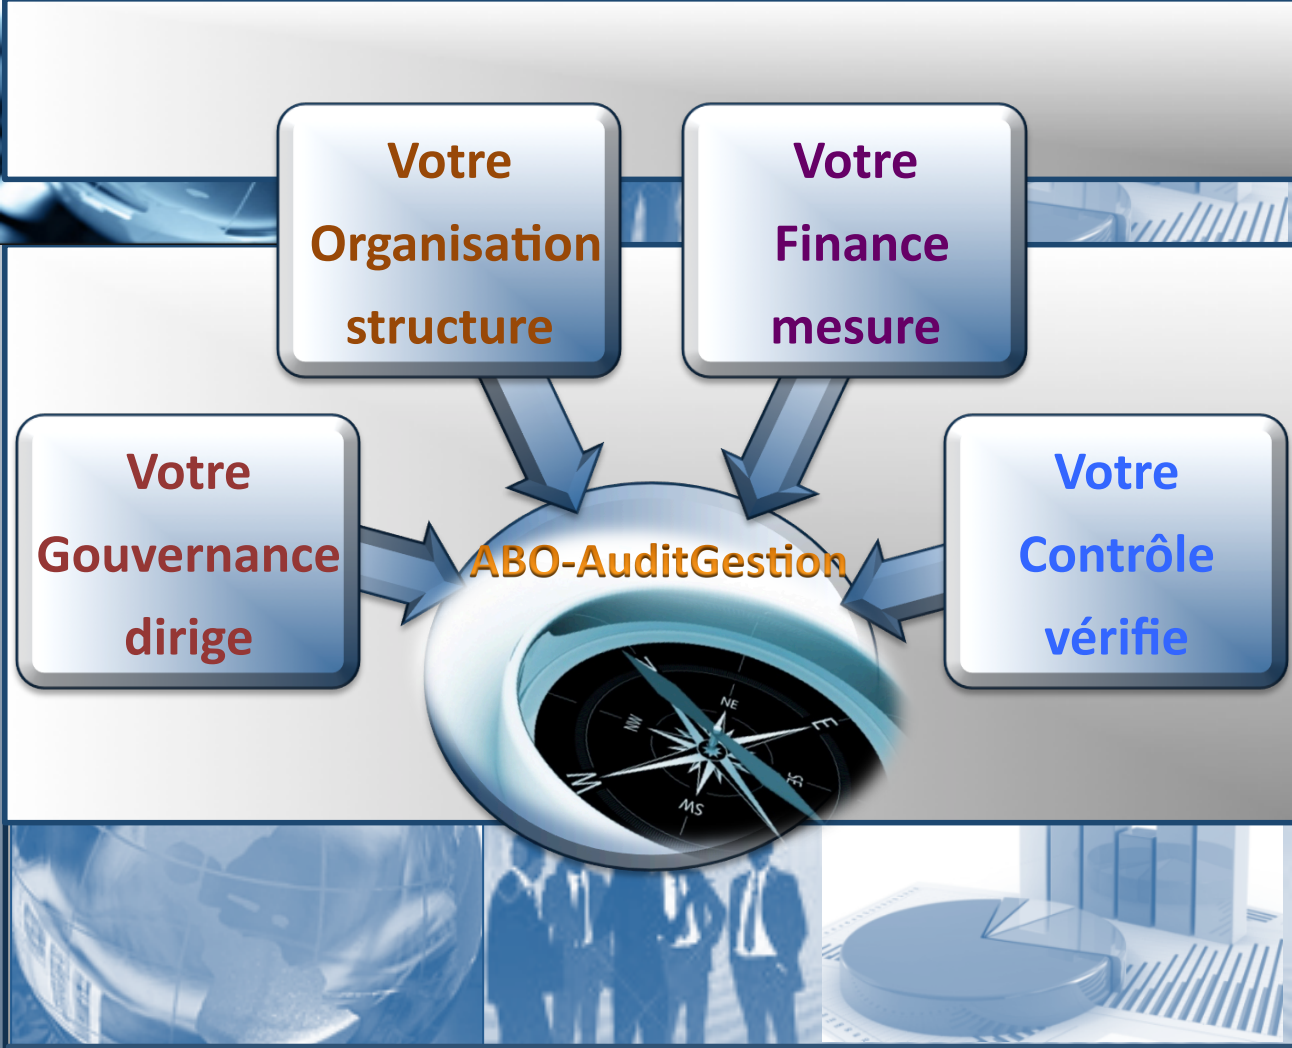 Votre
Organisation
structure
Votre
Finance
mesure
Votre
Gouvernance
dirige
Votre
Contrôle
vérifie
ABO-AuditGestion
N
NE
E
SE
SW
W
NW